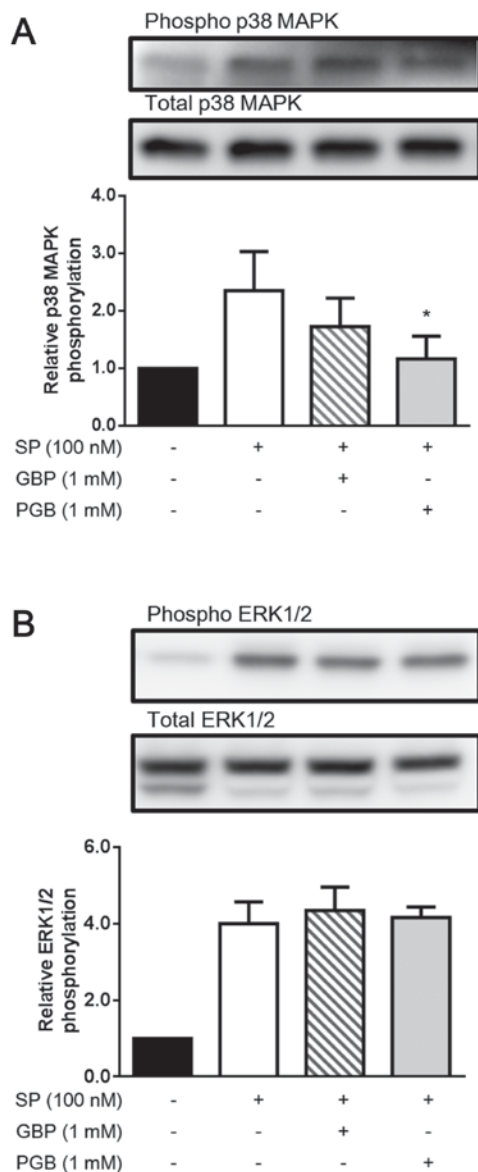 A
Phospho p38 MAPK
Total p38 MAPK
Relative p38 MAPK
phosphorylation
4.0
3.0
2.0
1.0
0.0
*
SP (100 nM) - + + +
GBP (1 mM) - - + -
PGB (1 mM) - - - +
B
Phospho ERK1/2
Total ERK1/2
Relative ERK1/2
phosphorylation
6.0
4.0
2.0
0.0
SP (100 nM) - + + +
GBP (1 mM) - - + -
PGB (1 mM) - - - +